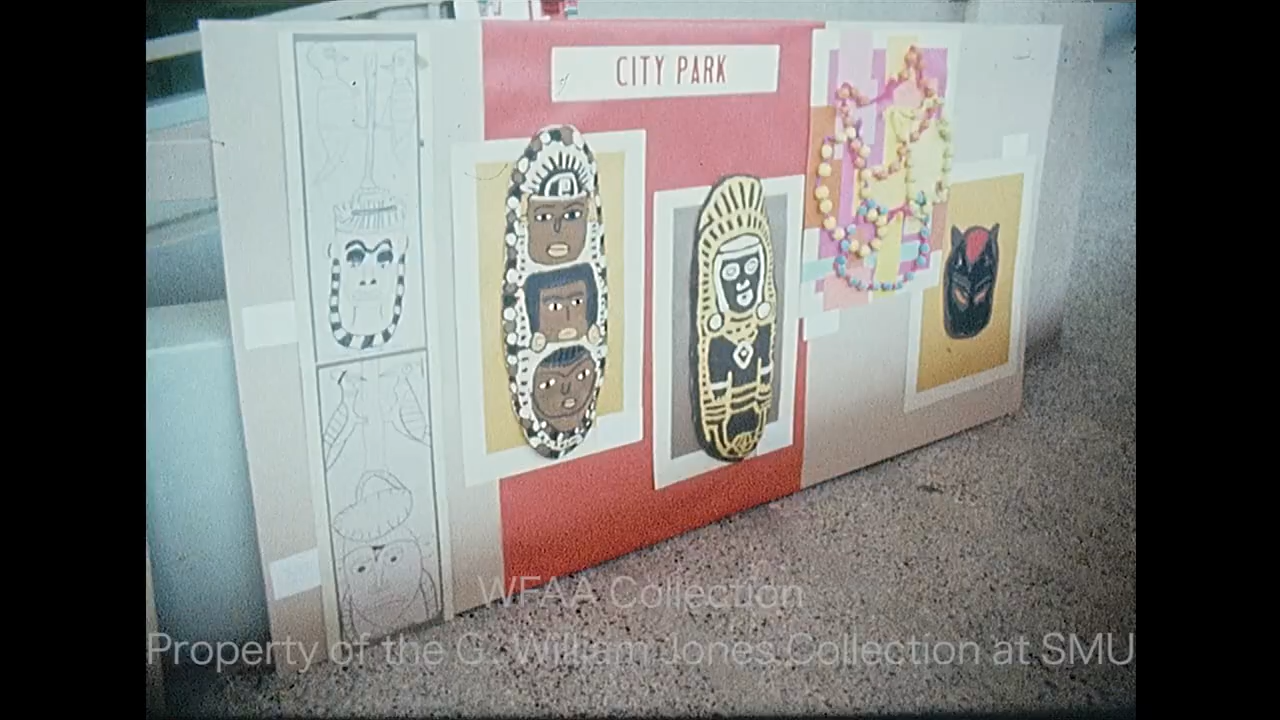 CITY PARK
WFAA Collection
Property of the G. William Jones Collection at SMU